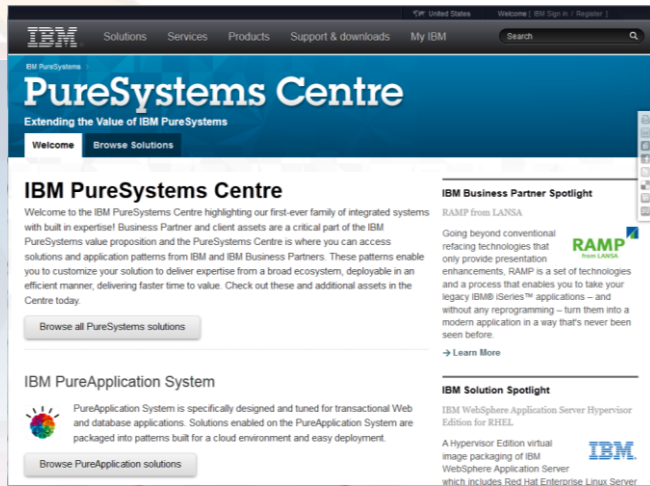 United States Welcome [ IBM Sign in / Register ]
IBM Solutions Services Products Support & downloads My IBM Search
IBM PureSystems
PureSystems Centre
Extending the Value of IBM PureSystems
Welcome Browse Solutions
IBM PureSystems Centre
Welcome to the IBM PureSystems Centre highlighting our first-ever family of integrated systems
with built in expertise! Business Partner and client assets are a critical part of the IBM
PureSystems value proposition and the PureSystems Centre is where you can access
solutions and application patterns from IBM and IBM Business Partners. These patterns enable
you to customize your solution to deliver expertise from a broad ecosystem, deployable in an
efficient manner, delivering faster time to value. Check out these and additional assets in the
Centre today.
Browse all PureSystems solutions
IBM PureApplication System
PureApplication System is specifically designed and tuned for transactional Web
and database applications. Solutions enabled on the PureApplication System are
packaged into patterns built for a cloud environment and easy deployment.
Browse PureApplication solutions
IBM Business Partner Spotlight
RAMP from LANSA
Going beyond conventional
refacing technologies that
only provide presentation
enhancements, RAMP is a set of technologies
and a process that enables you to take your
legacy IBM® iSeries™ applications – and
without any reprogramming – turn them into a
modern application in a way that's never been
seen before.
RAMP
from LANSA
Learn More
IBM Solution Spotlight
IBM WebSphere Application Server Hypervisor
Edition for RHEL
A Hypervisor Edition virtual
image packaging of IBM
WebSphere Application Server
which includes Red Hat Enterprise Linux Server
IBM